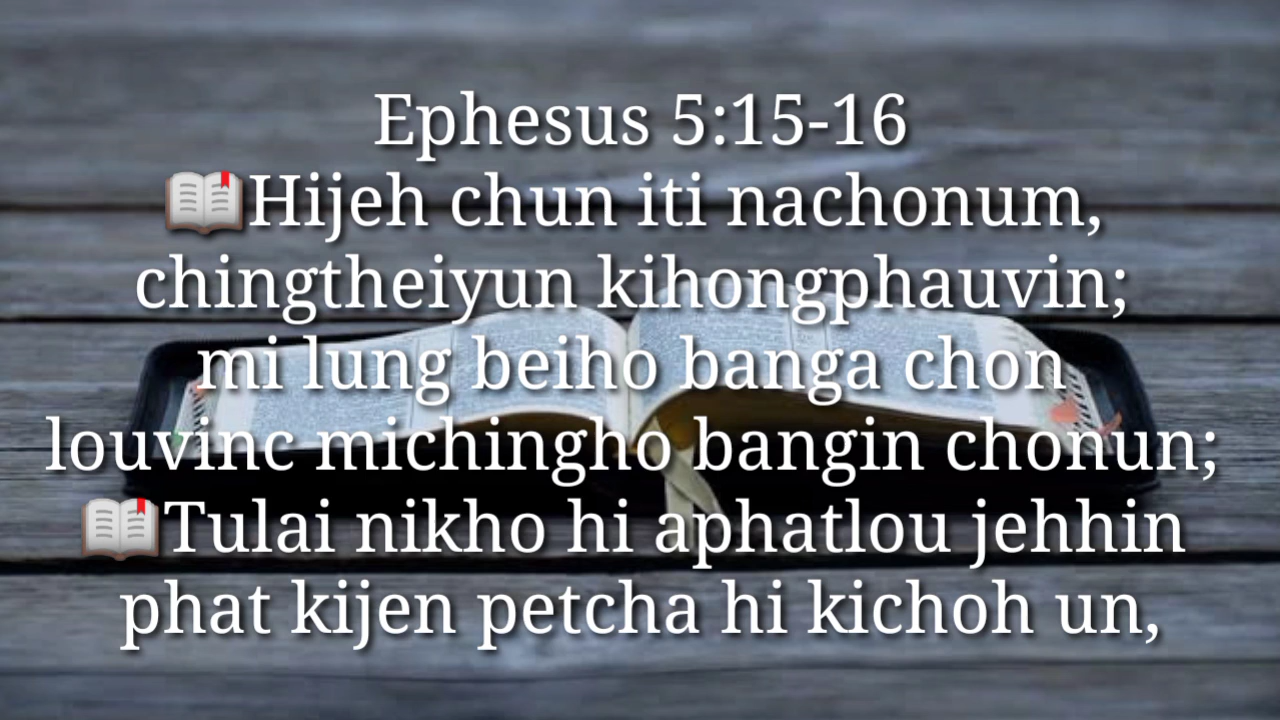 Ephesus 5:15-16
📖Hijeh chun iti nachonum,
chingtheiyun kihongphauvin;
mi lung beiho banga chon
louvinc michingho bangin chonun;
📖Tulai nikho hi aphatlou jehhin
phat kijen petcha hi kichoh un,